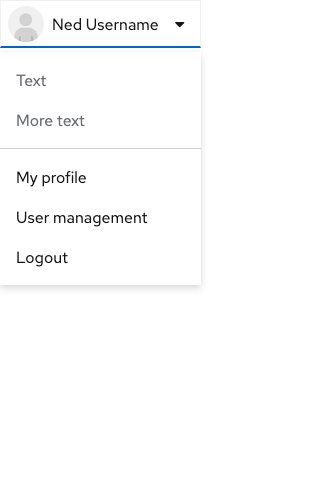 Ned Username
Text
More text
My profile
User management
Logout